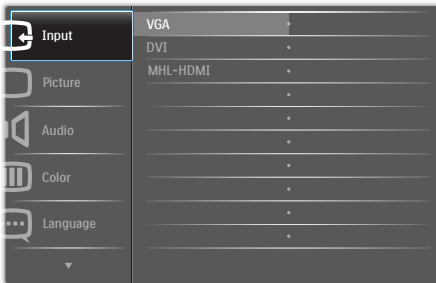 Input
Picture
Audio
Color
Language
VGA
DVI
MHL-HDMI